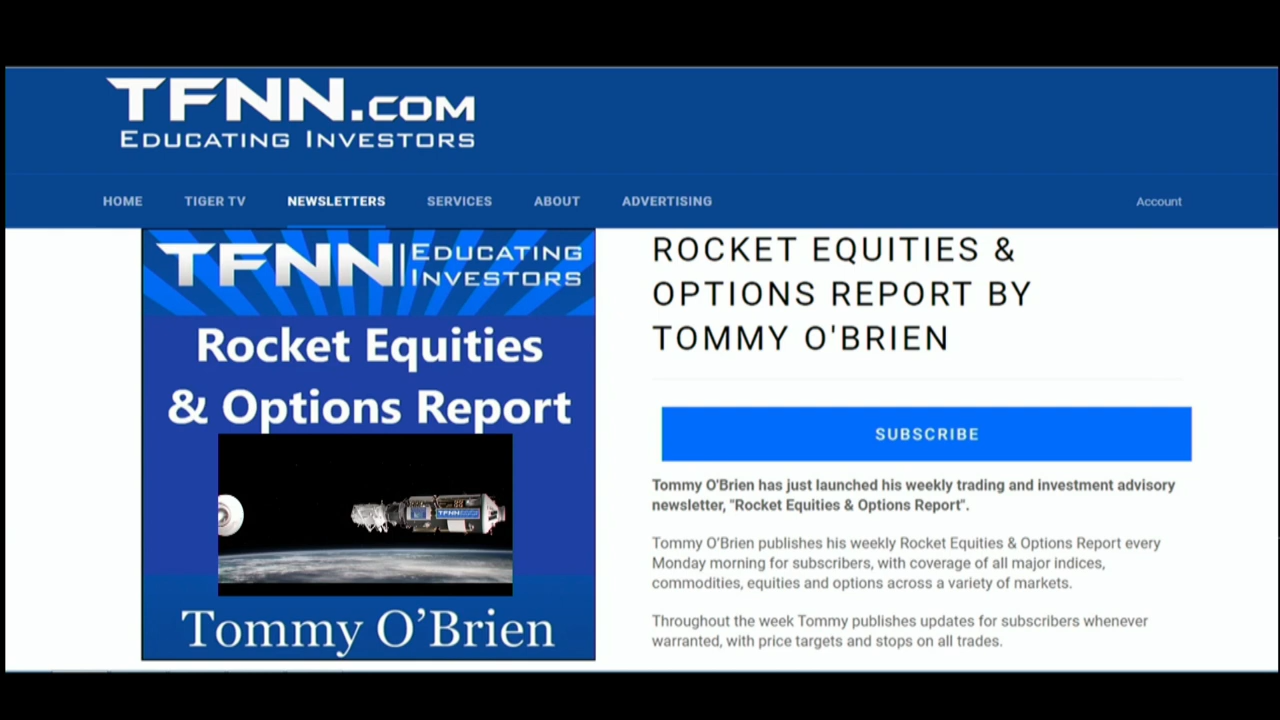 TFNN.COM
EDUCATING INVESTORS
HOME TIGER TV NEWSLETTERS SERVICES ABOUT ADVERTISING Account
TFNN EDUCATING
INVESTORS
Rocket Equities
& Options Report
TFNN
Tommy O’Brien
ROCKET EQUITIES &
OPTIONS REPORT BY
TOMMY O'BRIEN
SUBSCRIBE
Tommy O'Brien has just launched his weekly trading and investment advisory
newsletter, "Rocket Equities & Options Report".
Tommy O’Brien publishes his weekly Rocket Equities & Options Report every
Monday morning for subscribers, with coverage of all major indices,
commodities, equities and options across a variety of markets.
Throughout the week Tommy publishes updates for subscribers whenever
warranted, with price targets and stops on all trades.